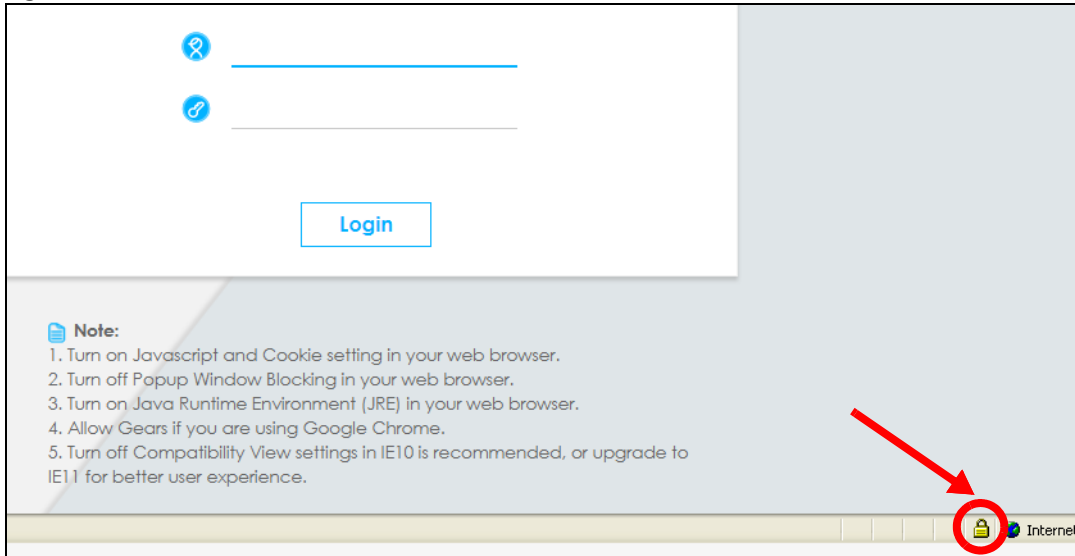 Login
Note:
1. Turn on Javascript and Cookie setting in your web browser.
2. Turn off Popup Window Blocking in your web browser.
3. Turn on Java Runtime Environment (JRE) in your web browser.
4. Allow Gears if you are using Google Chrome.
5. Turn off Compatibility View settings in IE10 is recommended, or upgrade to
IE11 for better user experience.
Internet